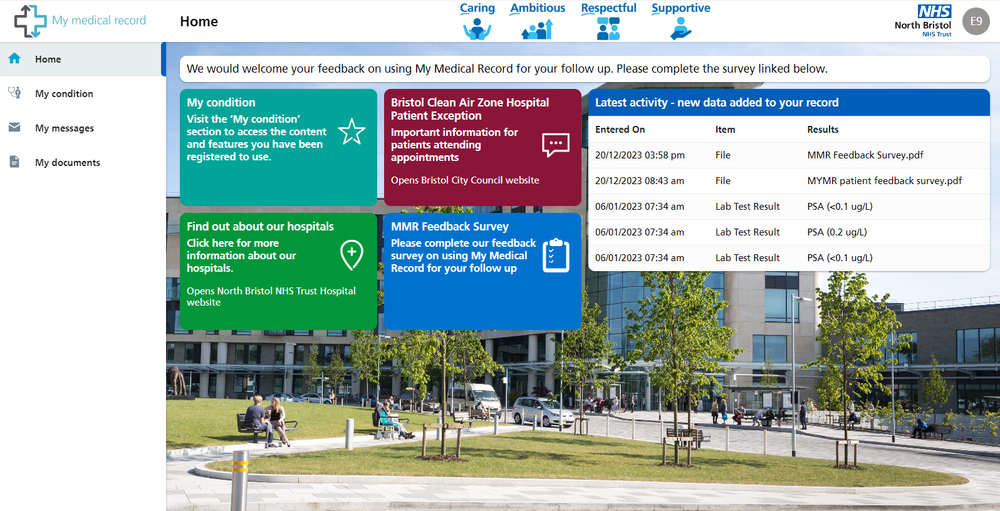 My medical record
Home
Caring
Ambitious
Respectful
Supportive
NHS
North Bristol
NHS Trust
E9
Home
My condition
My messages
My documents
We would welcome your feedback on using My Medical Record for your follow up. Please complete the survey linked below.
My condition
Visit the ‘My condition’
section to access the content
and features you have been
registered to use.
Bristol Clean Air Zone Hospital
Patient Exception
Important information for
patients attending
appointments
Opens Bristol City Council website
Find out about our hospitals
Click here for more
information about our
hospitals.
Opens North Bristol NHS Trust Hospital
website
MMR Feedback Survey
Please complete our feedback
survey on using My Medical
Record for your follow up
Latest activity - new data added to your record
Entered On Item Results
20/12/2023 03:58 pm File MMR Feedback Survey.pdf
20/12/2023 08:43 am File MYMR patient feedback survey.pdf
06/01/2023 07:34 am Lab Test Result PSA (<0.1 ug/L)
06/01/2023 07:34 am Lab Test Result PSA (0.2 ug/L)
06/01/2023 07:34 am Lab Test Result PSA (<0.1 ug/L)